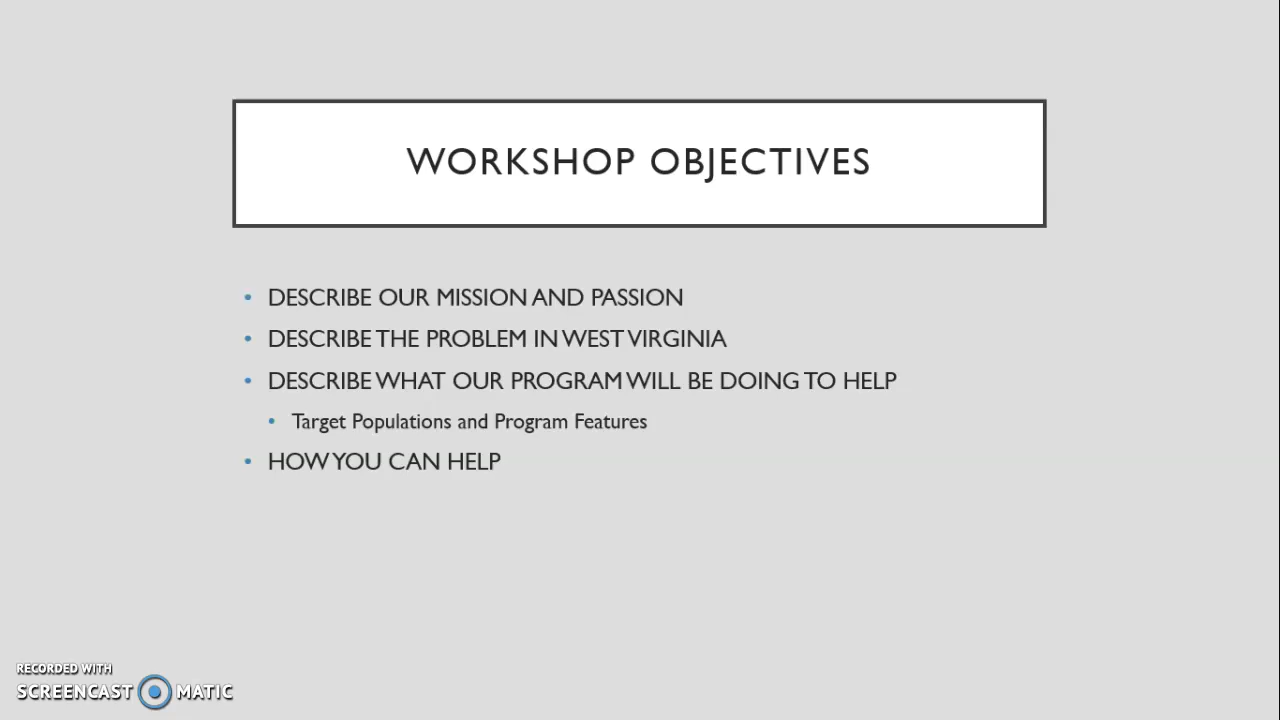 WORKSHOP OBJECTIVES
• DESCRIBE OUR MISSION AND PASSION
• DESCRIBE THE PROBLEM IN WEST VIRGINIA
• DESCRIBE WHAT OUR PROGRAM WILL BE DOING TO HELP
• Target Populations and Program Features
• HOW YOU CAN HELP
RECORDED WITH
SCREENCAST MATIC